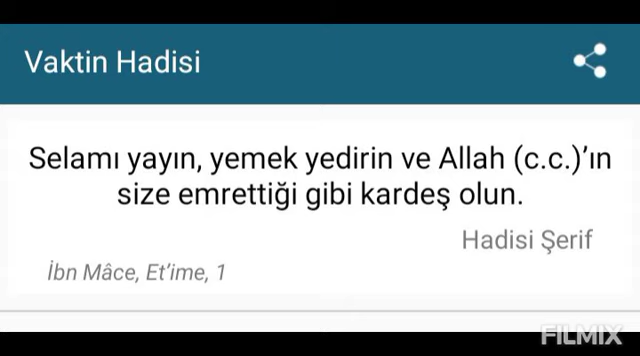 Vaktin Hadisi
Selamı yayın, yemek yedirin ve Allah (c.c.)’ın
size emrettiği gibi kardeş olun.
Hadisi Şerif
İbn Mâce, Et’ime, 1
FILMIX